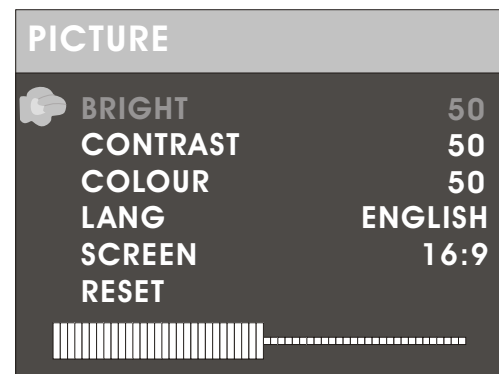 PICTURE
BRIGHT 50
CONTRAST 50
COLOUR 50
LANG ENGLISH
SCREEN 16:9
RESET